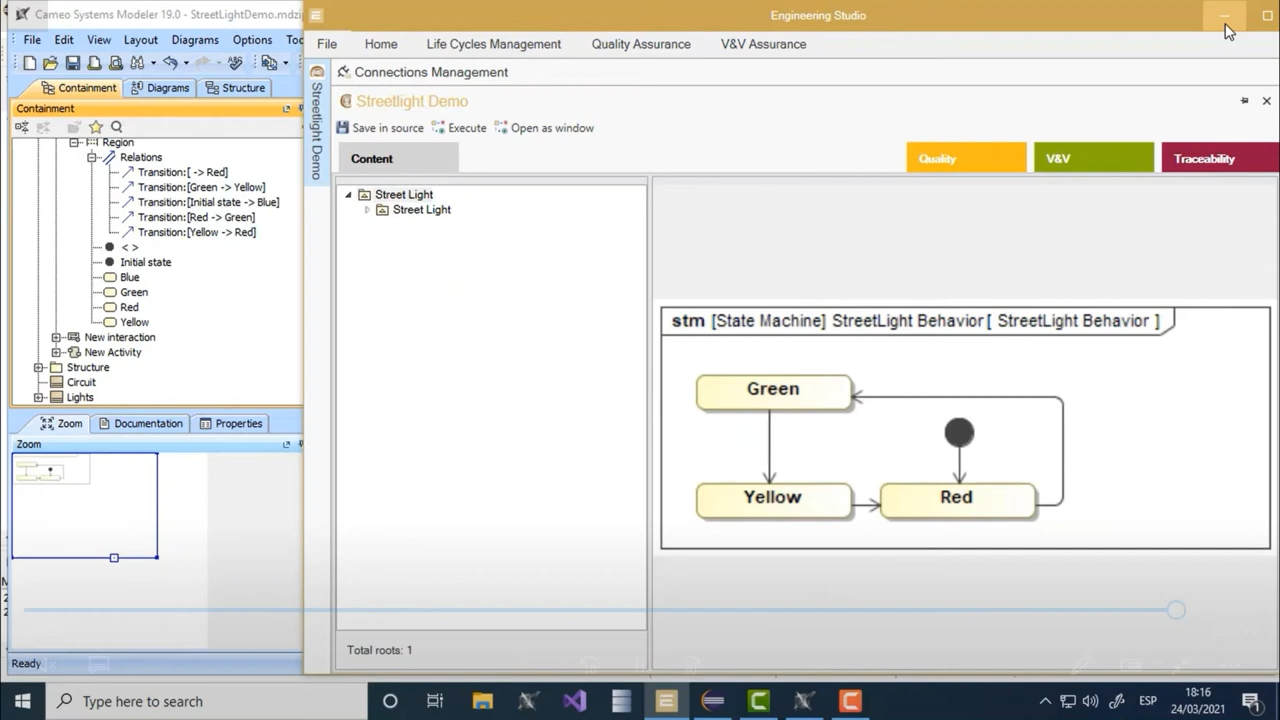 Cameo Systems Modeler 19.0 - StreetLightDemo.mdzip
File Edit View Layout Diagrams Options
Containment Diagrams Structure
Containment
Region
Relations
Transition:[ -> Red]
Transition:[Green -> Yellow]
Transition:[Initial state -> Blue]
Transition:[Red -> Green]
Transition:[Yellow -> Red]
< >
Initial state
Blue
Green
Red
Yellow
New interaction
New Activity
Structure
Circuit
Lights
Zoom Documentation Properties
Zoom
Ready
Engineering Studio
File Home Life Cycles Management Quality Assurance V&V Assurance
Connections Management
Streetlight Demo
Streetlight Demo
Save in source Execute Open as window
Content
Quality V&V Traceability
Street Light
Street Light
Total roots: 1
stm [State Machine] StreetLight Behavior[ StreetLight Behavior ]
Green
Yellow
Red
Type here to search
ESP
18:16
24/03/2021